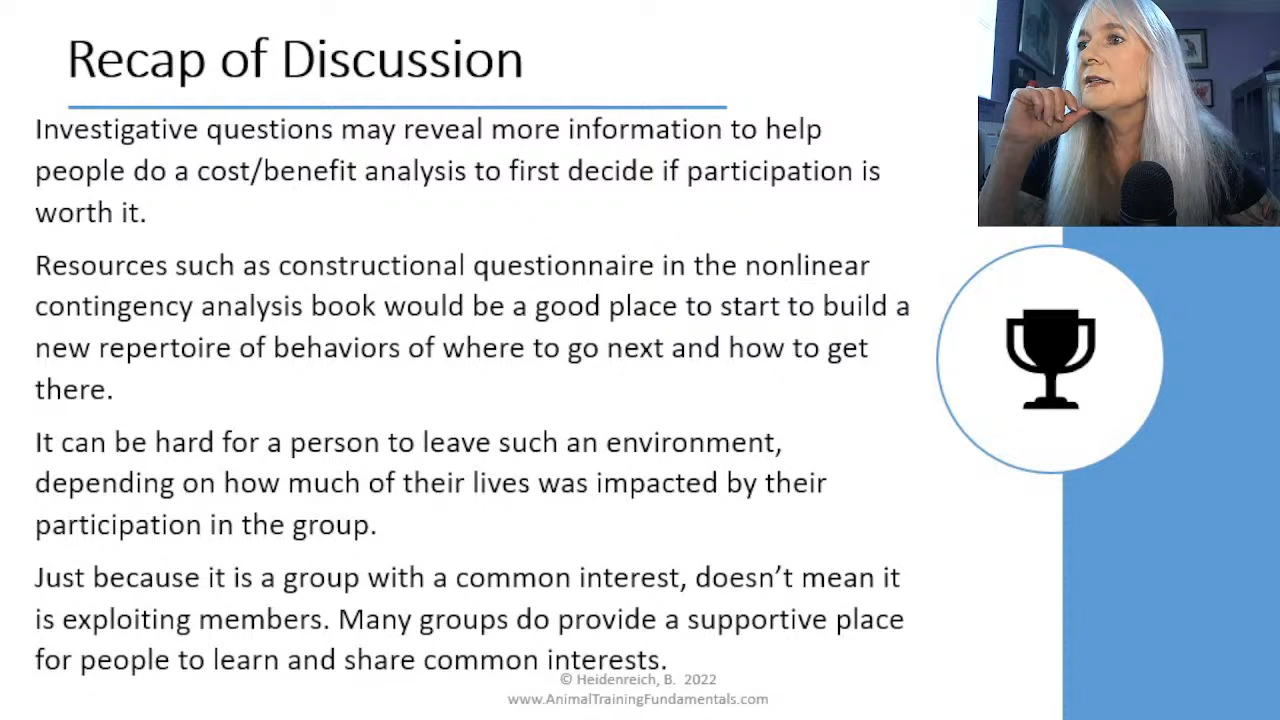 Recap of Discussion
Investigative questions may reveal more information to help
people do a cost/benefit analysis to first decide if participation is
worth it.
Resources such as constructional questionnaire in the nonlinear
contingency analysis book would be a good place to start to build a
new repertoire of behaviors of where to go next and how to get
there.
It can be hard for a person to leave such an environment,
depending on how much of their lives was impacted by their
participation in the group.
Just because it is a group with a common interest, doesn’t mean it
is exploiting members. Many groups do provide a supportive place
for people to learn and share common interests.
© Heidenreich, B.  2022
www.AnimalTrainingFundamentals.com